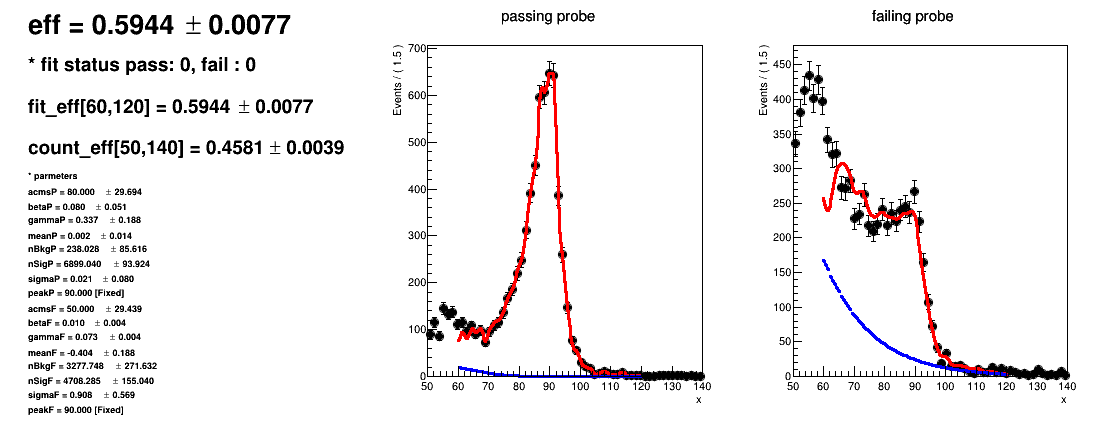 eff = 0.5944 ± 0.0077
* fit status pass: 0, fail : 0
fit_eff[60,120] = 0.5944 ± 0.0077
count_eff[50,140] = 0.4581 ± 0.0039
* parmeters
acmsP = 80.000 ± 29.694
betaP = 0.080 ± 0.051
gammaP = 0.337 ± 0.188
meanP = 0.002 ± 0.014
nBkgP = 238.028 ± 85.616
nSigP = 6899.040 ± 93.924
sigmaP = 0.021 ± 0.080
peakP = 90.000 [Fixed]
acmsF = 50.000 ± 29.439
betaF = 0.010 ± 0.004
gammaF = 0.073 ± 0.004
meanF = -0.404 ± 0.188
nBkgF = 3277.748 ± 271.632
nSigF = 4708.285 ± 155.040
sigmaF = 0.908 ± 0.569
peakF = 90.000 [Fixed]
passing probe
Events / ( 1.5 )
700
600
500
400
300
200
100
0
50 60 70 80 90 100 110 120 130 140
x
failing probe
Events / ( 1.5 )
450
400
350
300
250
200
150
100
50
0
50 60 70 80 90 100 110 120 130 140
x